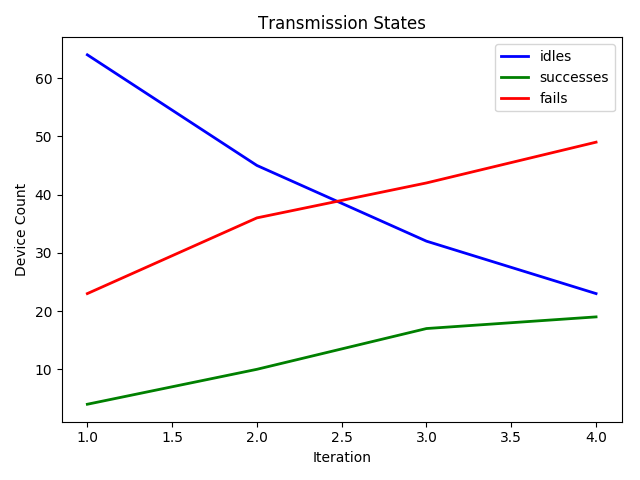 Transmission States
idles
successes
fails
Device Count
60
50
40
30
20
10
1.0 1.5 2.0 2.5 3.0 3.5 4.0
Iteration